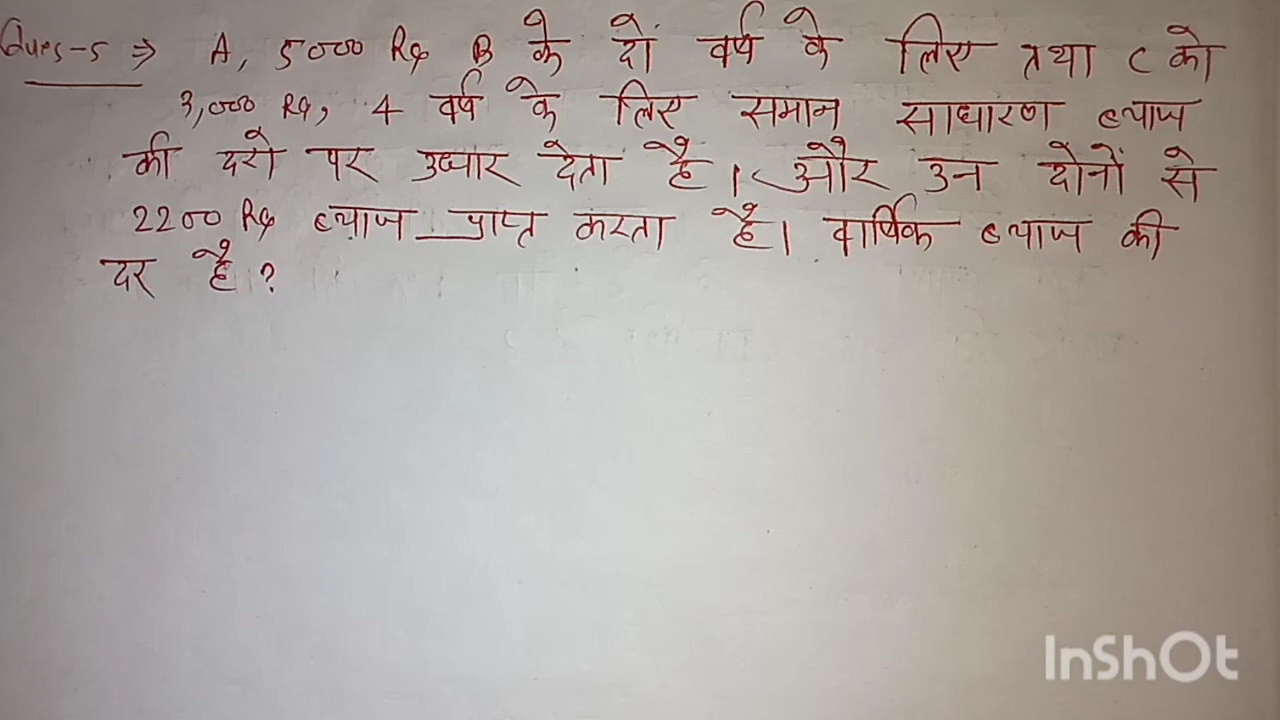 Ques-5 ⇒ A, 5000 Rs B के दो वर्ष के लिए तथा C को
3,000 Rs, 4 वर्ष के लिए समान साधारण ब्याज
की दरो पर उधार देता है। और उन दोनों से
2200 Rs ब्याज प्राप्त करता है। वार्षिक ब्याज की
दर है?
InShOt